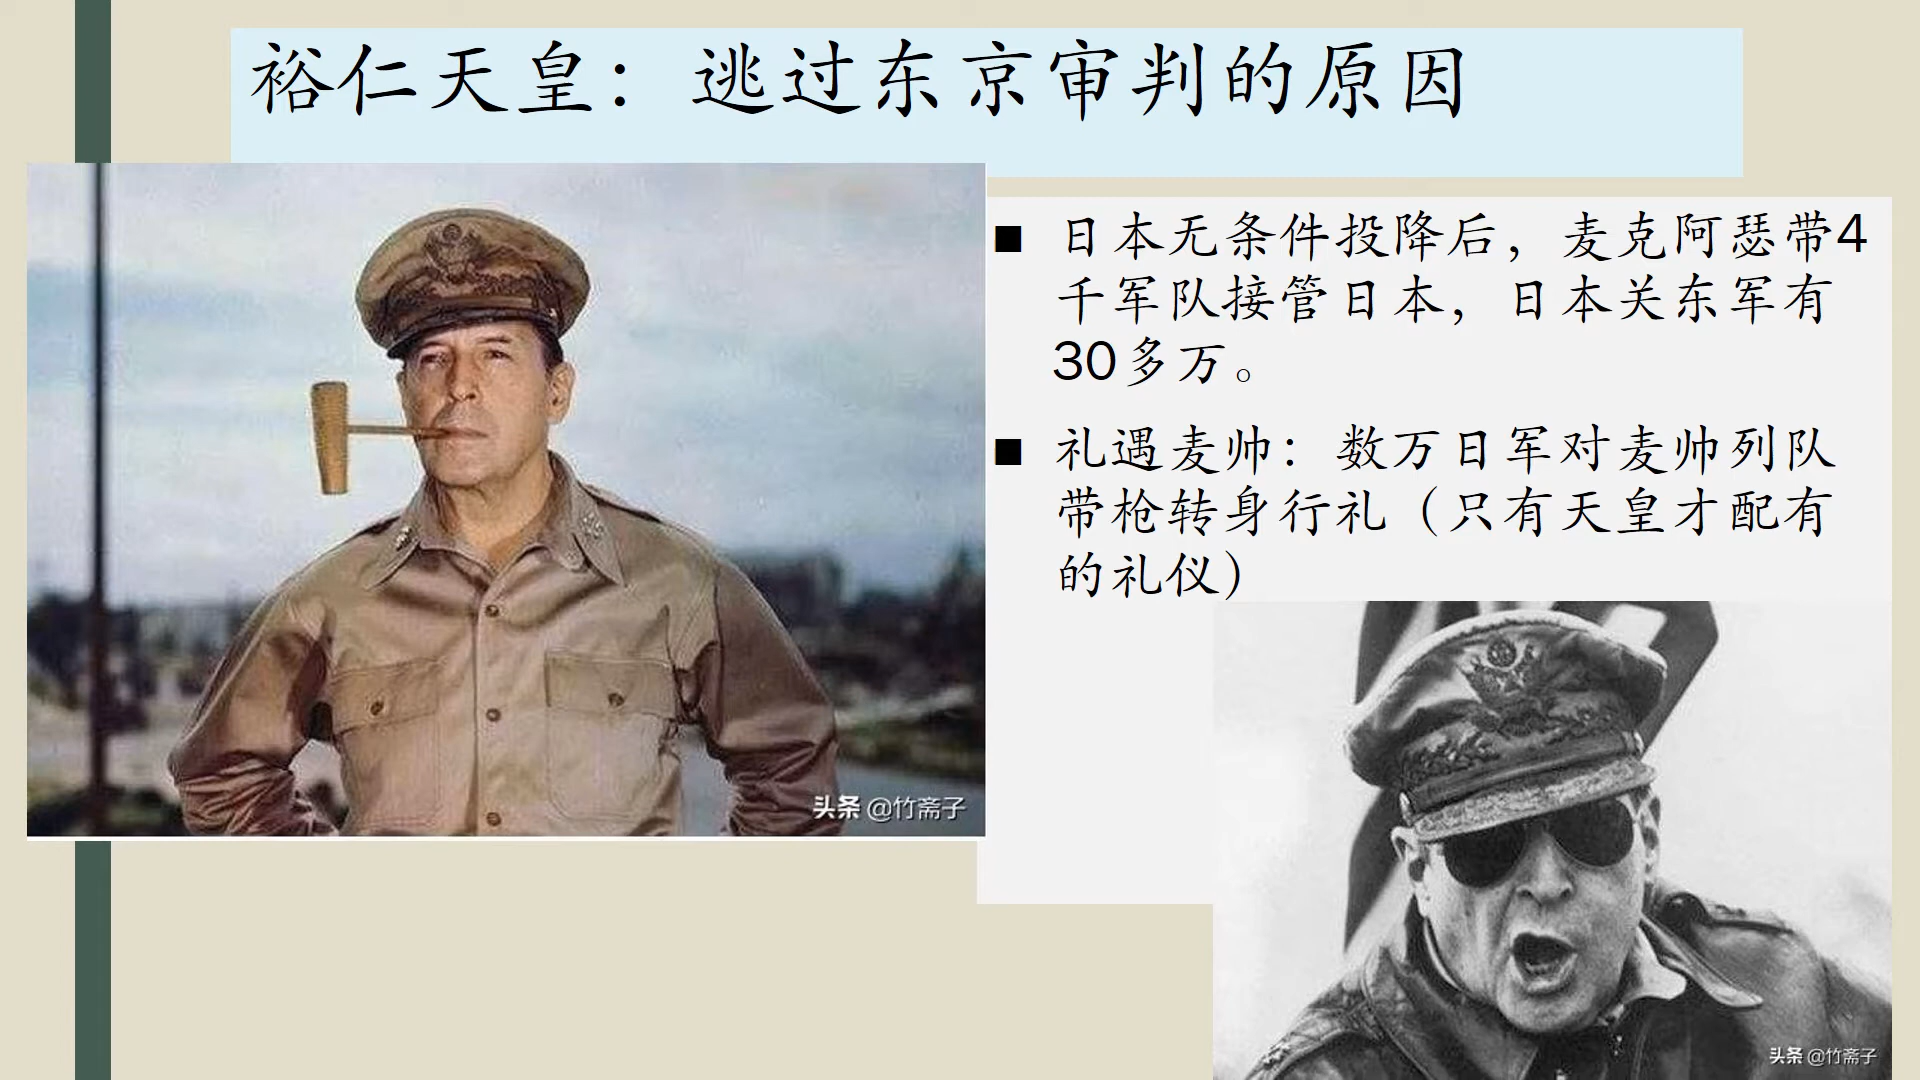 裕仁天皇：逃过东京审判的原因
■ 日本无条件投降后，麦克阿瑟带4
千军队接管日本，日本关东军有
30多万。
■ 礼遇麦帅：数万日军对麦帅列队
带枪转身行礼（只有天皇才配有
的礼仪）
头条 @竹斋子
头条 @竹斋子